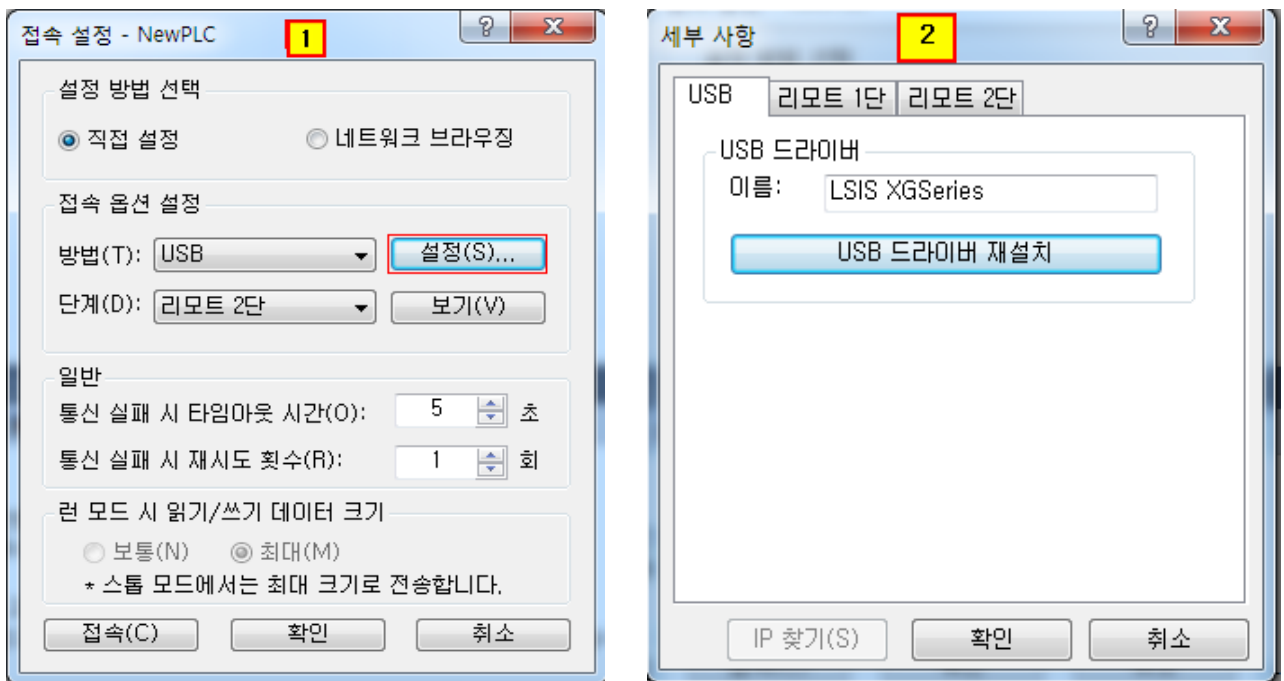 접속 설정 - NewPLC
1
설정 방법 선택
직접 설정
네트워크 브라우징
접속 옵션 설정
방법(T): USB 설정(S)...
단계(D): 리모트 2단 보기(V)
일반
통신 실패 시 타임아웃 시간(O): 5 초
통신 실패 시 재시도 횟수(R): 1 회
런 모드 시 읽기/쓰기 데이터 크기
보통(N) 최대(M)
* 스톱 모드에서는 최대 크기로 전송합니다.
접속(C) 확인 취소
세부 사항
2
USB 리모트 1단 리모트 2단
USB 드라이버
이름: LSIS XGSeries
USB 드라이버 재설치
IP 찾기(S) 확인 취소